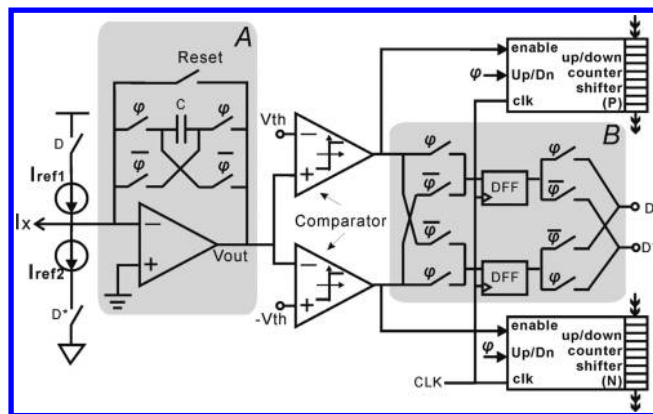 A
Reset
φ
C
φ
φ̅
φ̅
D
Iref1
Ix
Iref2
D*
−
+
Vout
Vth
−
+
Comparator
−
+
-Vth
enable
φ
Up/Dn
clk
up/down
counter
shifter
(P)
B
φ
φ
φ̅
DFF
φ̅
φ̅
φ̅
φ
DFF
φ
D
D*
enable
φ
Up/Dn
clk
up/down
counter
shifter
(N)
CLK